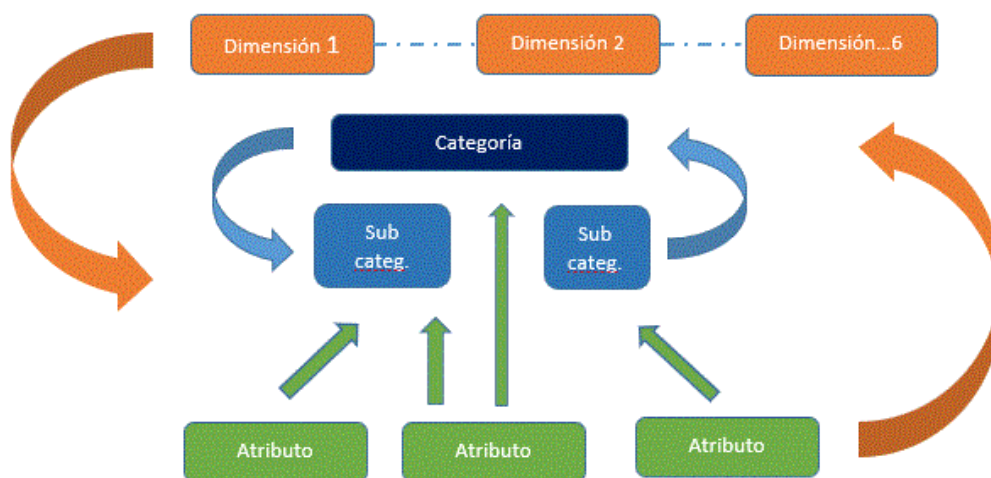 Dimensión 1
Dimensión 2
Dimensión...6
Categoría
Sub
categ.
Sub
categ.
Atributo
Atributo
Atributo